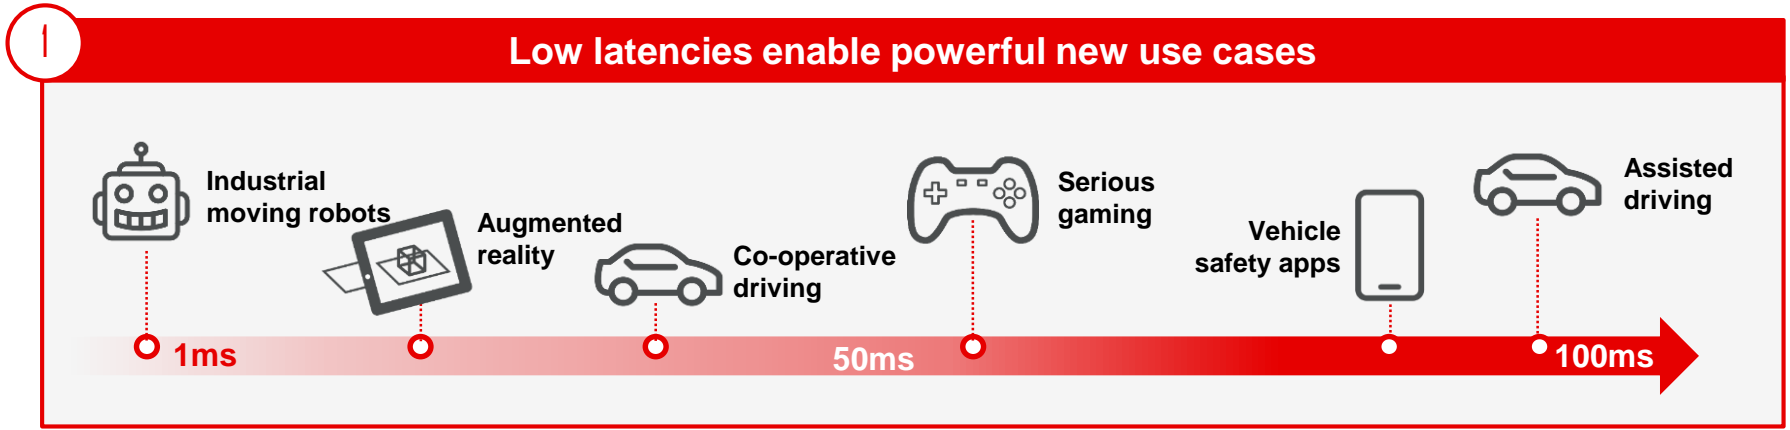 1
Low latencies enable powerful new use cases
Industrial
moving robots
Augmented
reality
Co-operative
driving
Serious
gaming
Vehicle
safety apps
Assisted
driving
1ms
50ms
100ms